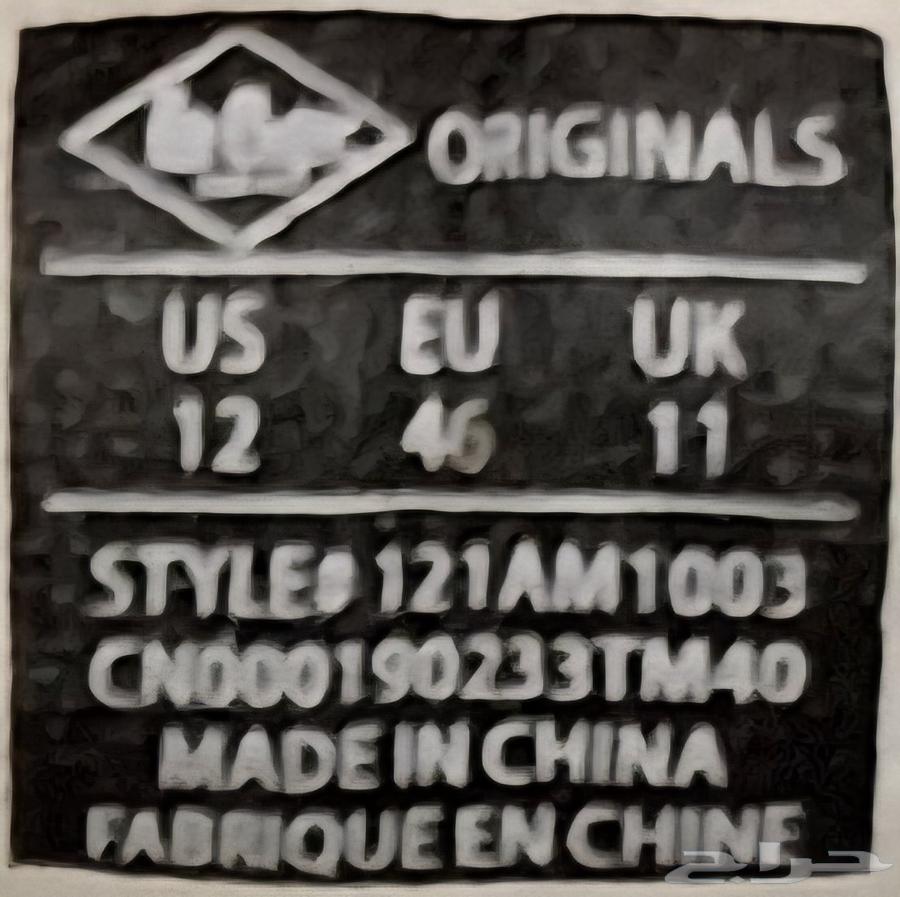 ORIGINALS
US EU UK
12 46 11
STYLE# 121AM1003
CN000190233TM40
MADE IN CHINA
FABRIQUE EN CHINE
حراج